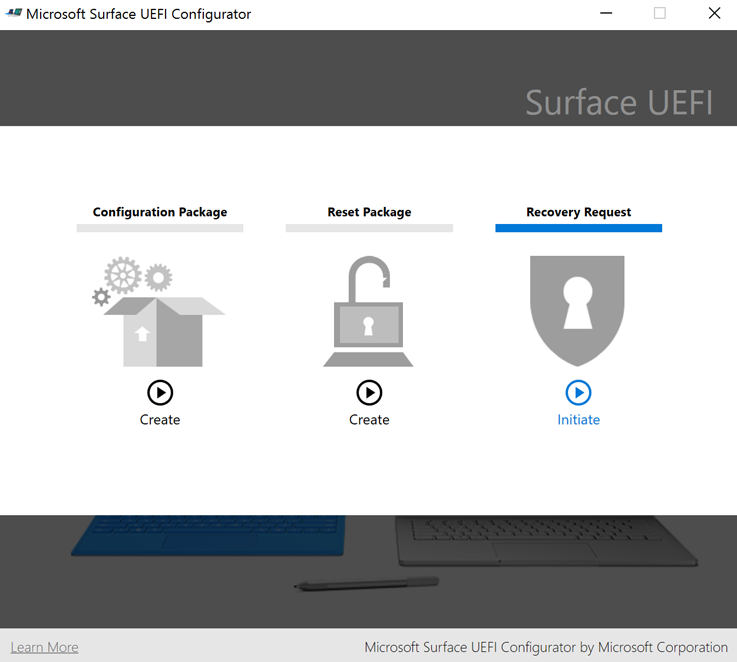 Microsoft Surface UEFI Configurator
Surface UEFI
Configuration Package
Reset Package
Recovery Request
Create
Create
Initiate
Learn More
Microsoft Surface UEFI Configurator by Microsoft Corporation